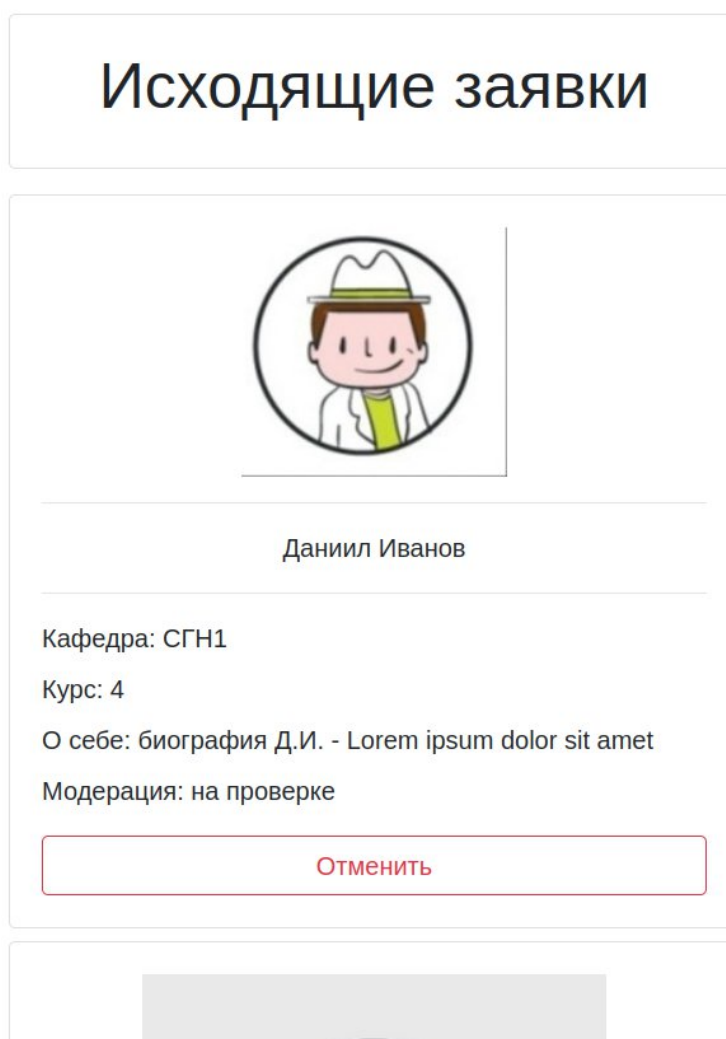 Исходящие заявки
Даниил Иванов
Кафедра: СГН1
Курс: 4
О себе: биография Д.И. - Lorem ipsum dolor sit amet
Модерация: на проверке
Отменить